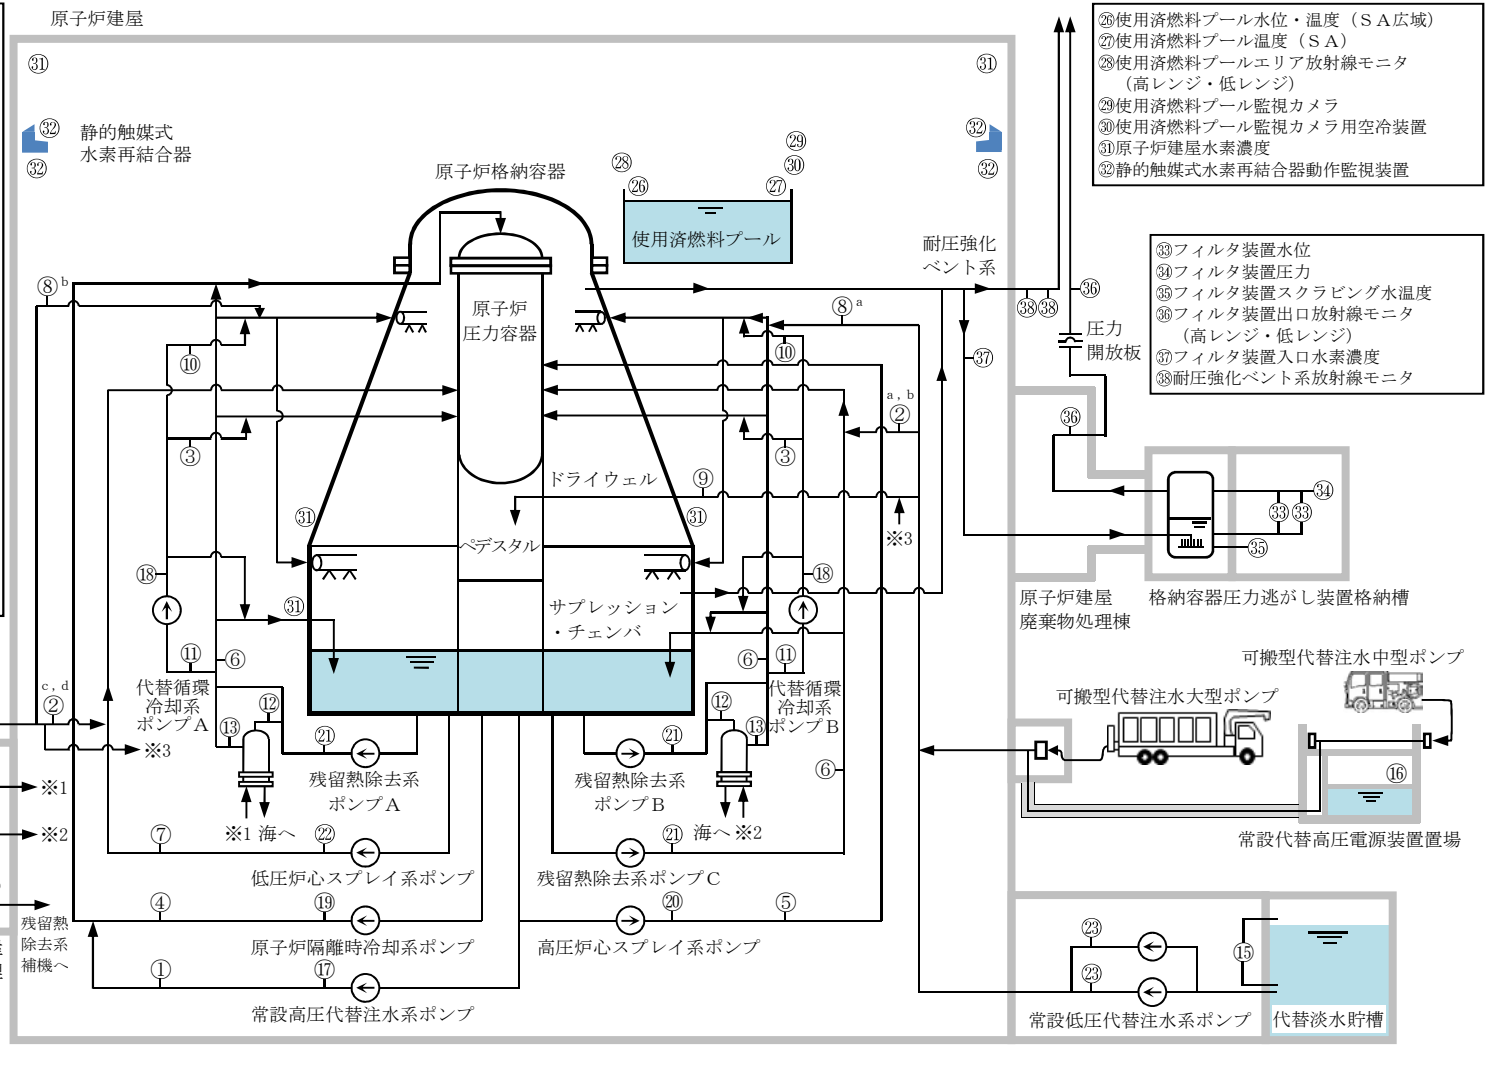 原子炉建屋
㉖使用済燃料プール水位・温度（ＳＡ広域）
㉗使用済燃料プール温度（ＳＡ）
㉘使用済燃料プールエリア放射線モニタ
（高レンジ・低レンジ）
㉙使用済燃料プール監視カメラ
㉚使用済燃料プール監視カメラ用空冷装置
㉛原子炉建屋水素濃度
㉜静的触媒式水素再結合器動作監視装置
㉛
㉛
㉜
静的触媒式
水素再結合器
㉜
㉜
㉜
原子炉格納容器
㉘
㉙
㉚
㉖
㉗
使用済燃料プール
耐圧強化
ベント系
㉝フィルタ装置水位
㉞フィルタ装置圧力
㉟フィルタ装置スクラビング水温度
㊱フィルタ装置出口放射線モニタ
（高レンジ・低レンジ）
㊲フィルタ装置入口水素濃度
㊳耐圧強化ベント系放射線モニタ
⑧b
原子炉
圧力容器
⑧a
㊳㊳
㊱
圧力
開放板
⑩
⑩
㊲
a, b
②
㊱
③
③
ドライウェル
⑨
㉞
㉝
㉝
㉛
㉛
※3
㉟
ペデスタル
⑱
⑱
㉛
サプレッション
・チェンバ
原子炉建屋
廃棄物処理棟
格納容器圧力逃がし装置格納槽
⑪
⑥
⑥
⑪
可搬型代替注水中型ポンプ
c, d
②
代替循環
冷却系
ポンプＡ
⑫
⑬
⑫
⑬
代替循環
冷却系
ポンプＢ
可搬型代替注水大型ポンプ
※3
㉑
㉑
残留熱除去系
ポンプＡ
残留熱除去系
ポンプＢ
⑥
⑯
※1
※2
※1
海へ
海へ
※2
常設代替高圧電源装置置場
⑦
㉒
㉑
低圧炉心スプレイ系ポンプ
残留熱除去系ポンプＣ
④
⑲
⑳
⑤
残留熱
除去系
補機へ
原子炉隔離時冷却系ポンプ
高圧炉心スプレイ系ポンプ
㉓
⑮
①
⑰
㉓
常設高圧代替注水系ポンプ
常設低圧代替注水系ポンプ
代替淡水貯槽